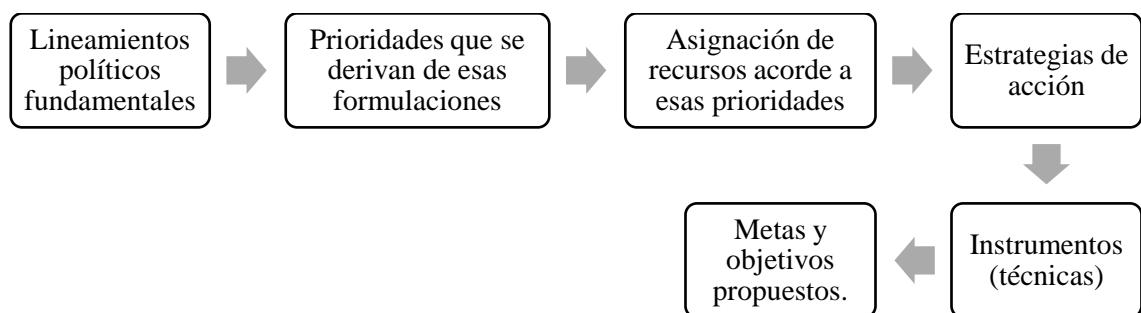 Lineamientos
políticos
fundamentales
Prioridades que se
derivan de esas
formulaciones
Asignación de
recursos acorde a
esas prioridades
Estrategias de
acción
Instrumentos
(técnicas)
Metas y
objetivos
propuestos.